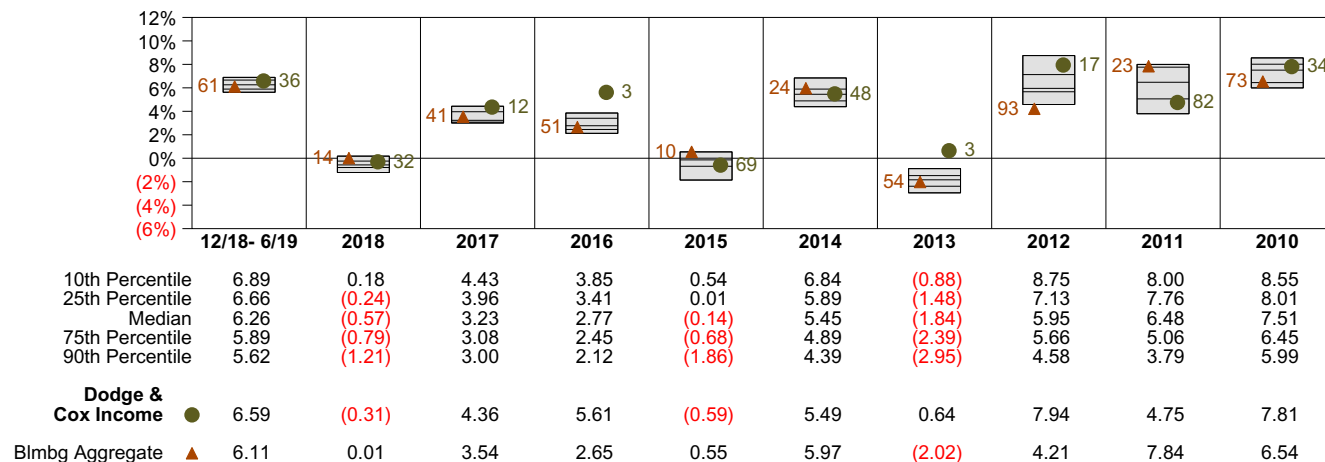 12%
10%
8%
6%
4%
2%
0%
(2%)
(4%)
(6%)
61 36 14 32 41 12 51 3 10 69 24 48 54 3 93 17 23 82 73 34
12/18- 6/19 2018 2017 2016 2015 2014 2013 2012 2011 2010
10th Percentile 6.89 0.18 4.43 3.85 0.54 6.84 (0.88) 8.75 8.00 8.55
25th Percentile 6.66 (0.24) 3.96 3.41 0.01 5.89 (1.48) 7.13 7.76 8.01
Median 6.26 (0.57) 3.23 2.77 (0.14) 5.45 (1.84) 5.95 6.48 7.51
75th Percentile 5.89 (0.79) 3.08 2.45 (0.68) 4.89 (2.39) 5.66 5.06 6.45
90th Percentile 5.62 (1.21) 3.00 2.12 (1.86) 4.39 (2.95) 4.58 3.79 5.99
Dodge &
Cox Income 6.59 (0.31) 4.36 5.61 (0.59) 5.49 0.64 7.94 4.75 7.81
Blmbg Aggregate 6.11 0.01 3.54 2.65 0.55 5.97 (2.02) 4.21 7.84 6.54